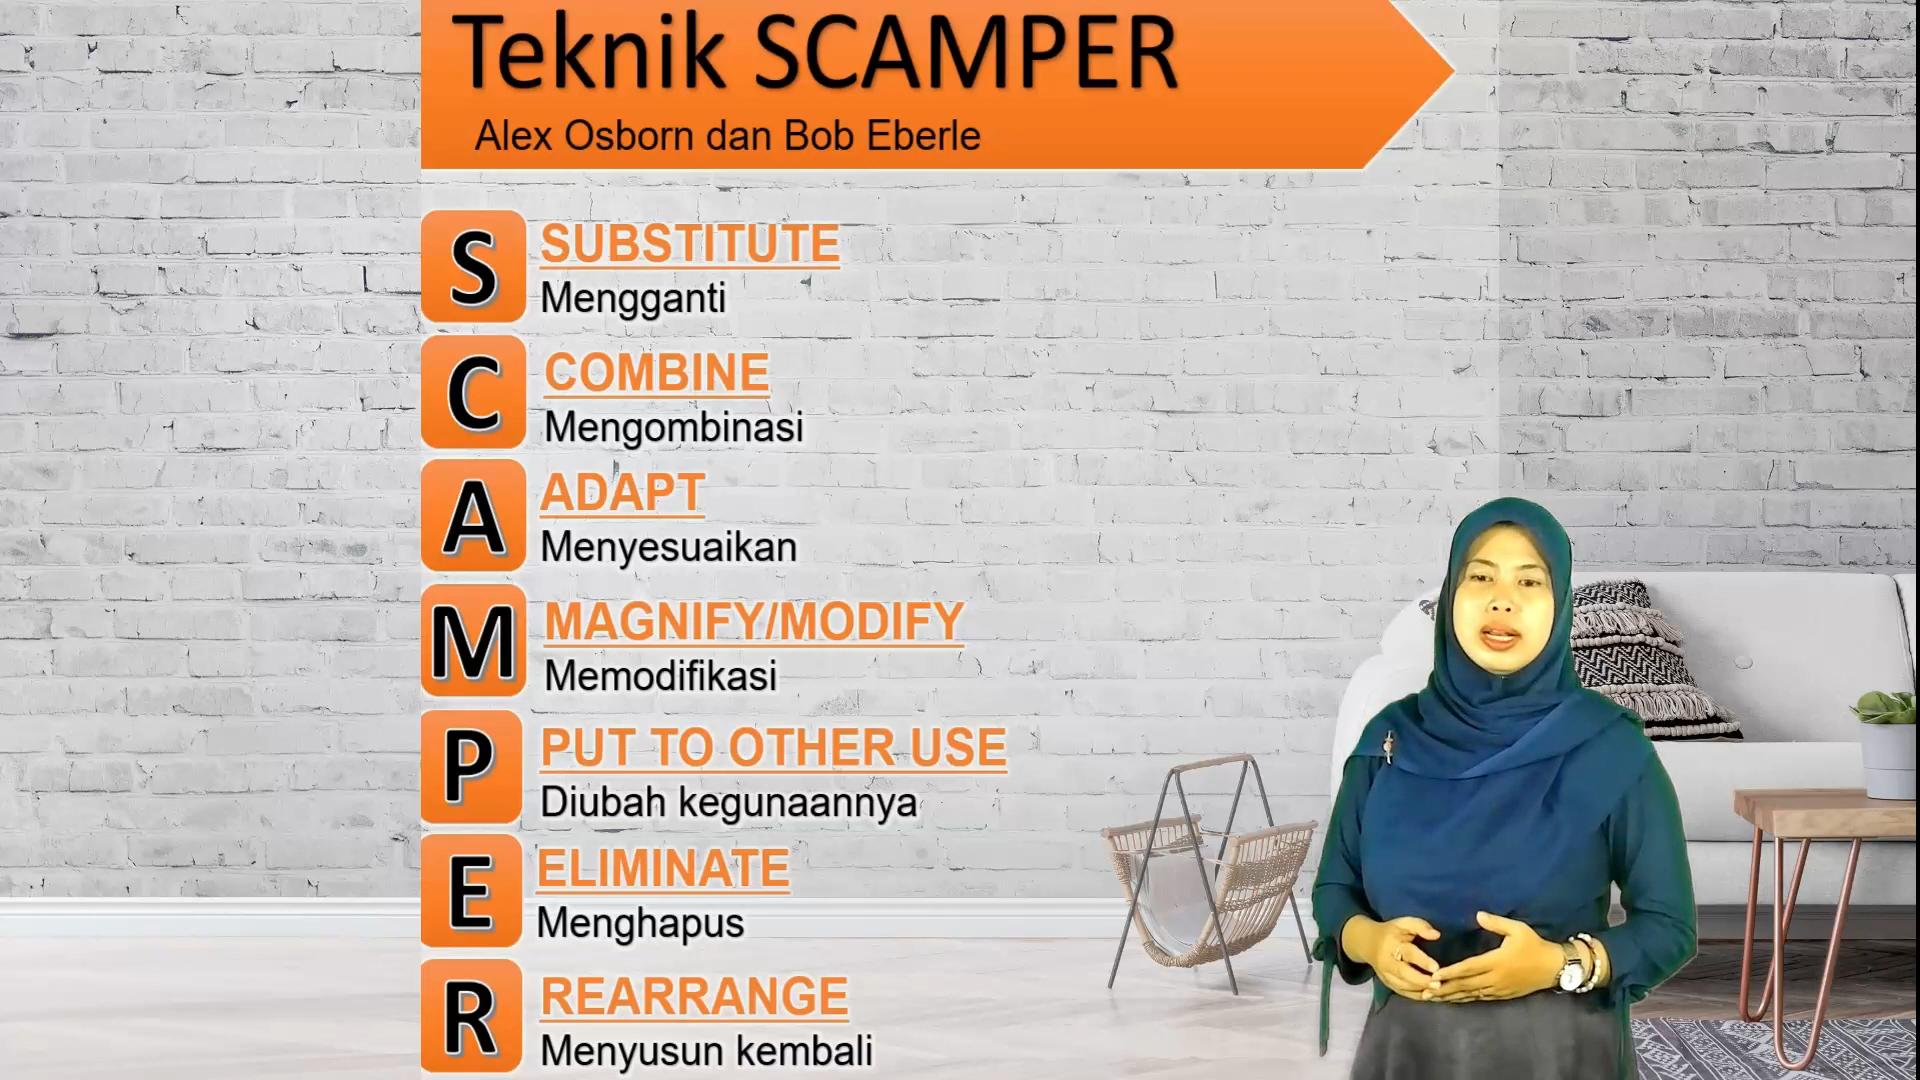 Teknik SCAMPER
Alex Osborn dan Bob Eberle
S
SUBSTITUTE
Mengganti
C
COMBINE
Mengombinasi
A
ADAPT
Menyesuaikan
M
MAGNIFY/MODIFY
Memodifikasi
P
PUT TO OTHER USE
Diubah kegunaannya
E
ELIMINATE
Menghapus
R
REARRANGE
Menyusun kembali